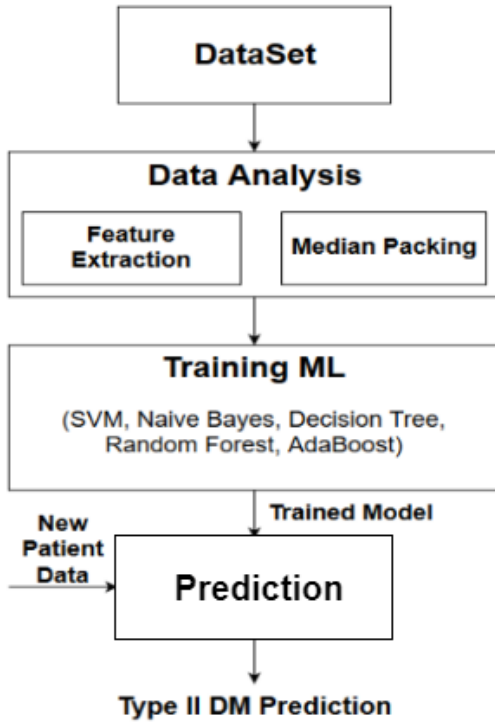 DataSet
Data Analysis
Feature
Extraction
Median Packing
Training ML
(SVM, Naive Bayes, Decision Tree,
Random Forest, AdaBoost)
Trained Model
New
Patient
Data
Prediction
Type II DM Prediction